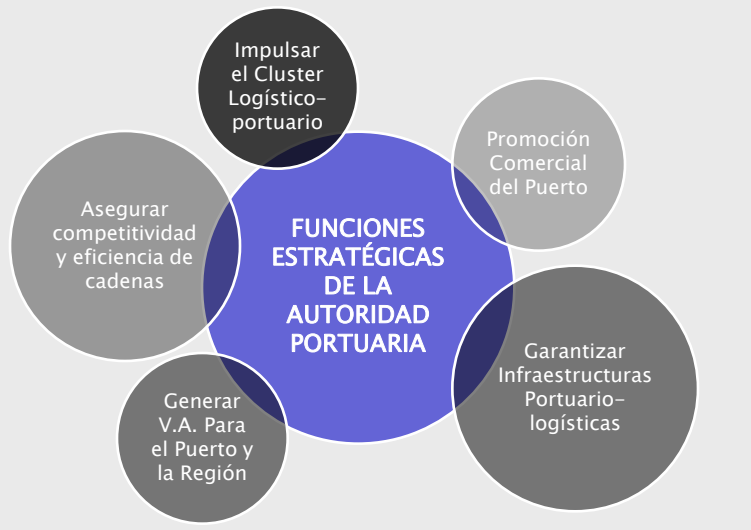 Impulsar
el Cluster
Logístico-
portuario
Promoción
Comercial
del Puerto
Asegurar
competitividad
y eficiencia de
cadenas
FUNCIONES
ESTRATÉGICAS
DE LA
AUTORIDAD
PORTUARIA
Garantizar
Infraestructuras
Portuario-
logísticas
Generar
V.A. Para
el Puerto y
la Región